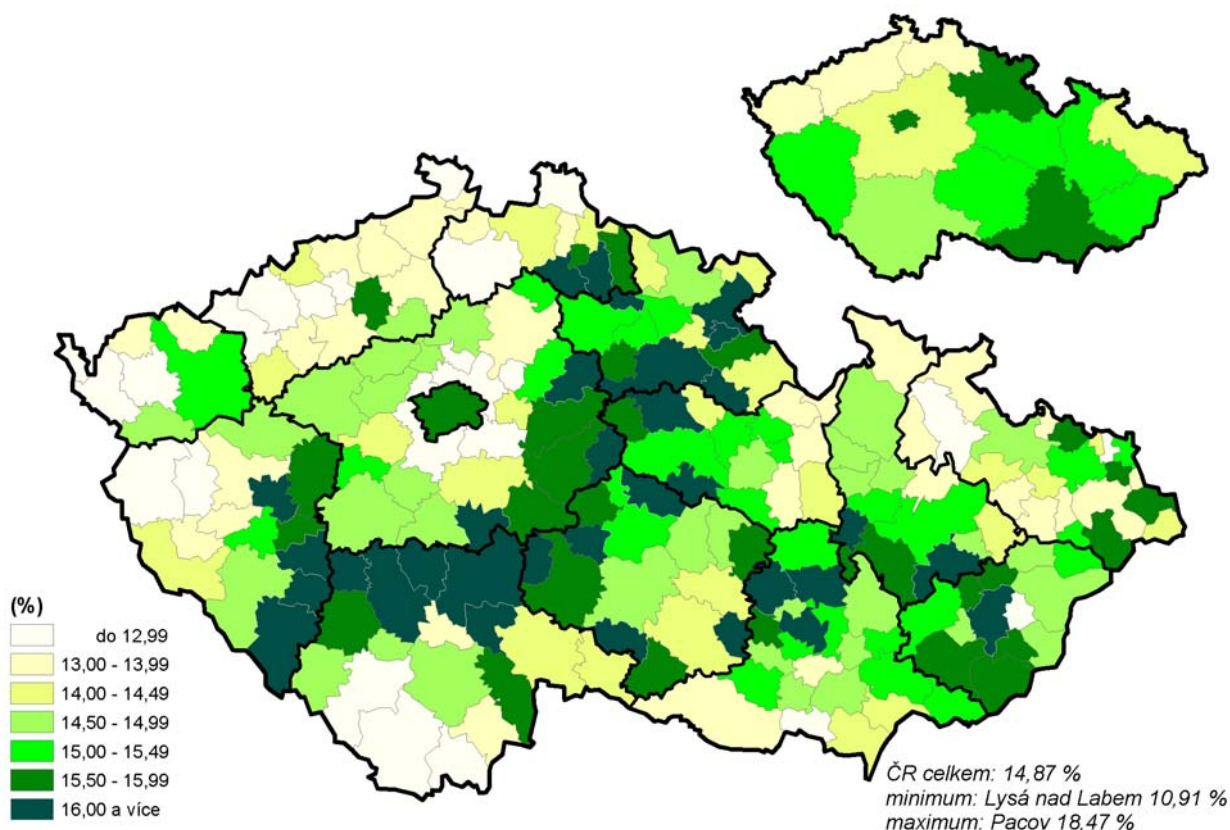 (%)
do 12,99
13,00 - 13,99
14,00 - 14,49
14,50 - 14,99
15,00 - 15,49
15,50 - 15,99
16,00 a více
ČR celkem: 14,87 %
minimum: Lysá nad Labem 10,91 %
maximum: Pacov 18,47 %